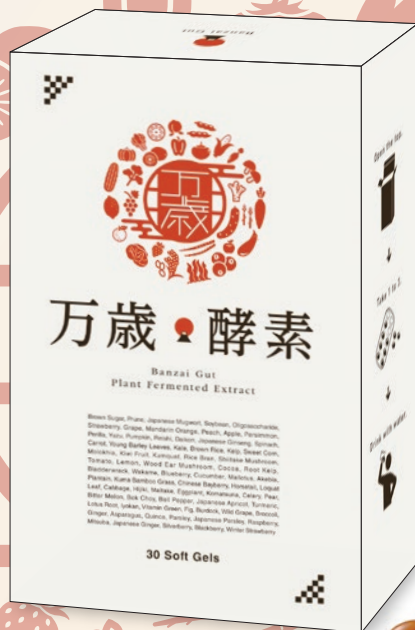 Banzai Gut
万歳
万歳 酵素
Banzai Gut
Plant Fermented Extract
Brown Sugar, Prune, Japanese Mugwort, Soybean, Oligosaccharide,
Strawberry, Grape, Mandarin Orange, Peach, Apple, Persimmon,
Perilla, Yuzu, Pumpkin, Reishi, Daikon, Japanese Ginseng, Spinach,
Carrot, Young Barley Leaves, Kale, Brown Rice, Kelp, Sweet Corn,
Molokhia, Kiwi Fruit, Kumquat, Rice Bran, Shiitake Mushroom,
Tomato, Lemon, Wood Ear Mushroom, Cocoa, Root Kelp,
Bladderwrack, Wakame, Blueberry, Cucumber, Matsutake, Akebia,
Plantain, Kuma Bamboo Grass, Chinese Bayberry, Horsetail, Loquat
Leaf, Cabbage, Hijiki, Maitake, Eggplant, Komatsuna, Celery, Pear,
Bitter Melon, Bok Choy, Bell Pepper, Japanese Apricot, Turmeric,
Lotus Root, Iyokan, Vitamin Green, Fig, Burdock, Wild Grape, Broccoli,
Ginger, Asparagus, Quince, Parsley, Japanese Parsley, Raspberry,
Mitsuba, Japanese Ginger, Silverberry, Blackberry, Winter Strawberry
30 Soft Gels
Open the top.
Take 1 to 3.
Drink with water.